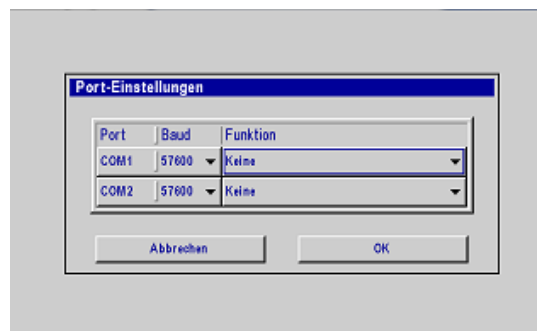 Port-Einstellungen
Port Baud Funktion
COM1 57600 Keine
COM2 57600 Keine
Abbrechen OK